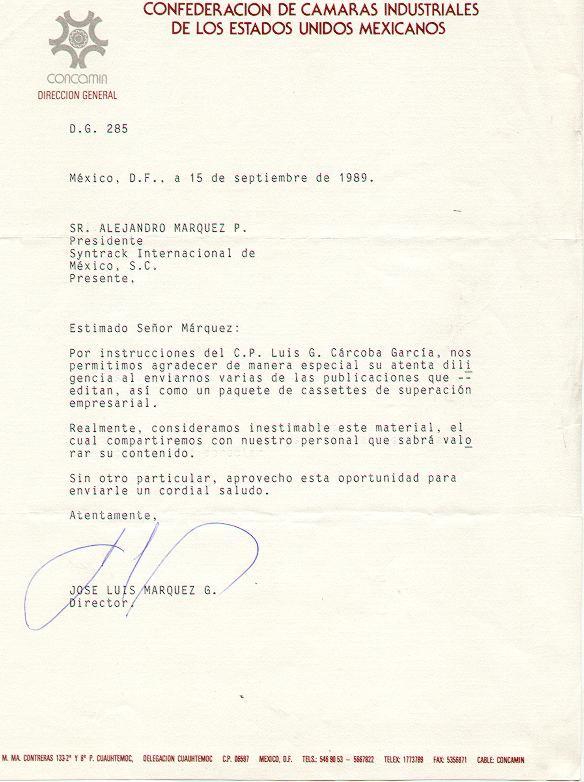 CONFEDERACION DE CAMARAS INDUSTRIALES
DE LOS ESTADOS UNIDOS MEXICANOS
CONCAMIN
DIRECCION GENERAL
D.G. 285
México, D.F., a 15 de septiembre de 1989.
SR. ALEJANDRO MARQUEZ P.
Presidente
Syntrack Internacional de
México, S.C.
Presente.
Estimado Señor Márquez:
Por instrucciones del C.P. Luis G. Cárcoba García, nos
permitimos agradecer de manera especial su atenta dili
gencia al enviarnos varias de las publicaciones que --
editan, así como un paquete de cassettes de superación
empresarial.
Realmente, consideramos inestimable este material, el
cual compartiremos con nuestro personal que sabrá valo
rar su contenido.
Sin otro particular, aprovecho esta oportunidad para
enviarle un cordial saludo.
Atentamente,
JOSE LUIS MARQUEZ G.
Director.
M. MA. CONTRERAS 133-2º Y 8º P. CUAUHTEMOC, DELEGACION CUAUHTEMOC C.P. 06597 MEXICO, D.F. TELS.: 546 90 53 - 5667822 TELEX: 1773789 FAX: 5356871 CABLE: CONCAMIN